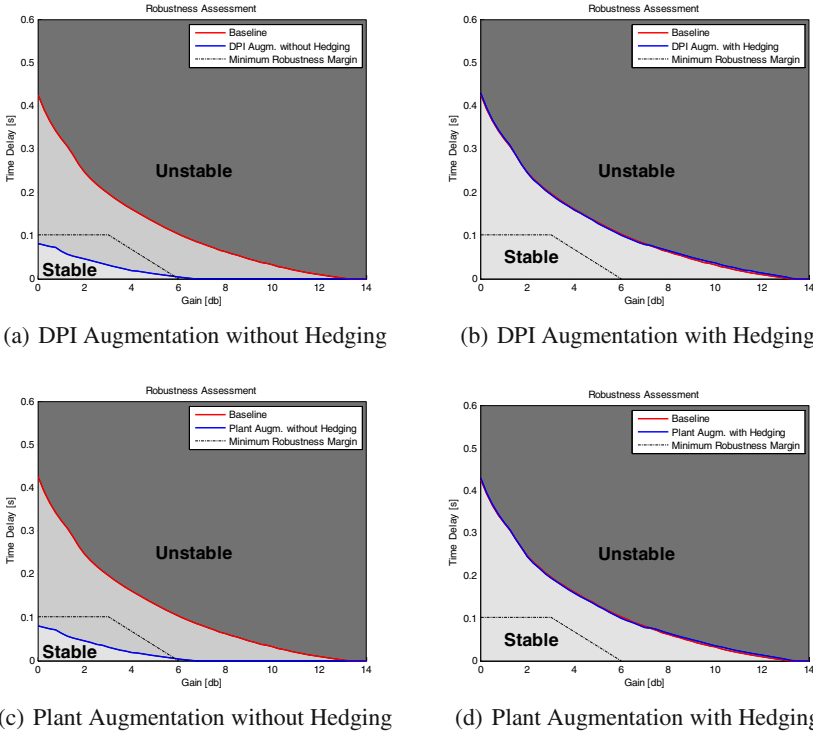 Robustness Assessment
Baseline
DPI Augm. without Hedging
Minimum Robustness Margin
Unstable
Stable
Time Delay [s]
0.6
0.5
0.4
0.3
0.2
0.1
0
0 2 4 6 8 10 12 14
Gain [db]
(a) DPI Augmentation without Hedging
Robustness Assessment
Baseline
DPI Augm. with Hedging
Minimum Robustness Margin
Unstable
Stable
Time Delay [s]
0.6
0.5
0.4
0.3
0.2
0.1
0
0 2 4 6 8 10 12 14
Gain [db]
(b) DPI Augmentation with Hedging
Robustness Assessment
Baseline
Plant Augm. without Hedging
Minimum Robustness Margin
Unstable
Stable
Time Delay [s]
0.6
0.5
0.4
0.3
0.2
0.1
0
0 2 4 6 8 10 12 14
Gain [db]
(c) Plant Augmentation without Hedging
Robustness Assessment
Baseline
Plant Augm. with Hedging
Minimum Robustness Margin
Unstable
Stable
Time Delay [s]
0.6
0.5
0.4
0.3
0.2
0.1
0
0 2 4 6 8 10 12 14
Gain [db]
(d) Plant Augmentation with Hedging